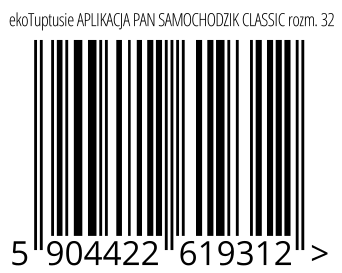 ekoTuptusie APLIKACJA PAN SAMOCHODZIK CLASSIC rozm. 32
5 904422 619312 >